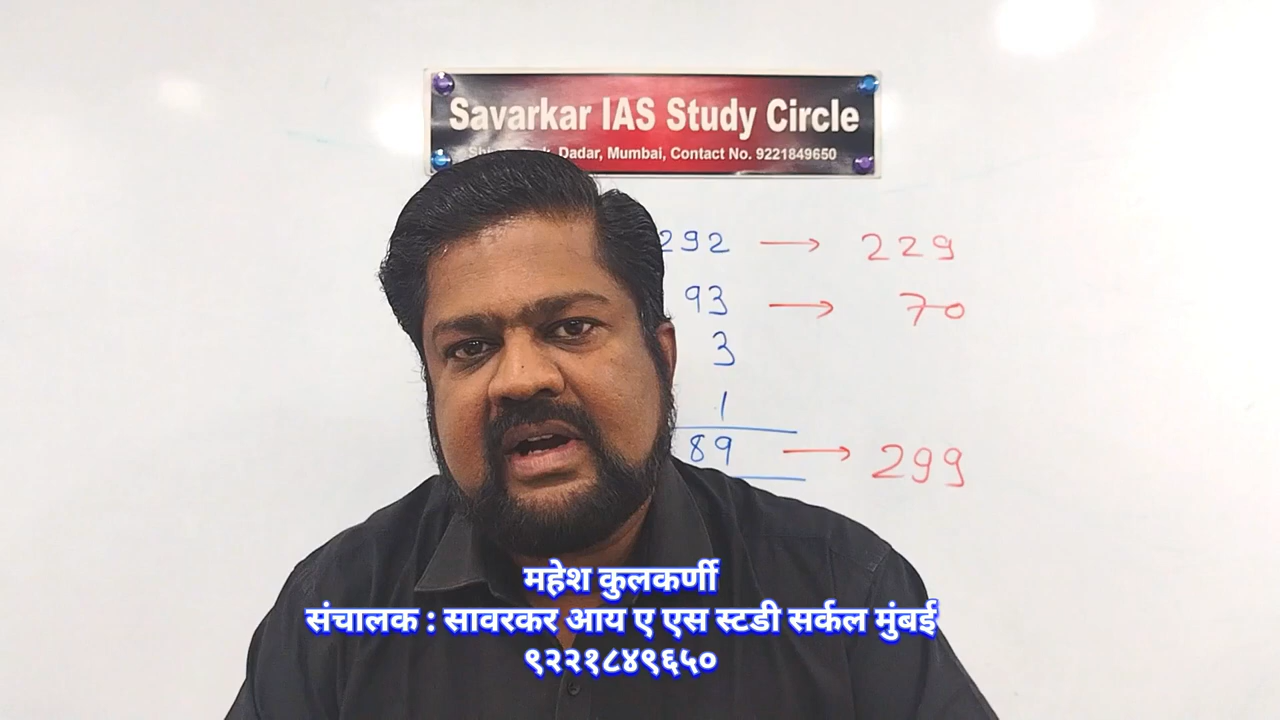 Savarkar IAS Study Circle
Dadar, Mumbai, Contact No. 9221849650
292 → 229
93 → 70
3
1
89 → 299
महेश कुलकर्णी
संचालक : सावरकर आय ए एस स्टडी सर्कल मुंबई
९२२१८४९६५०